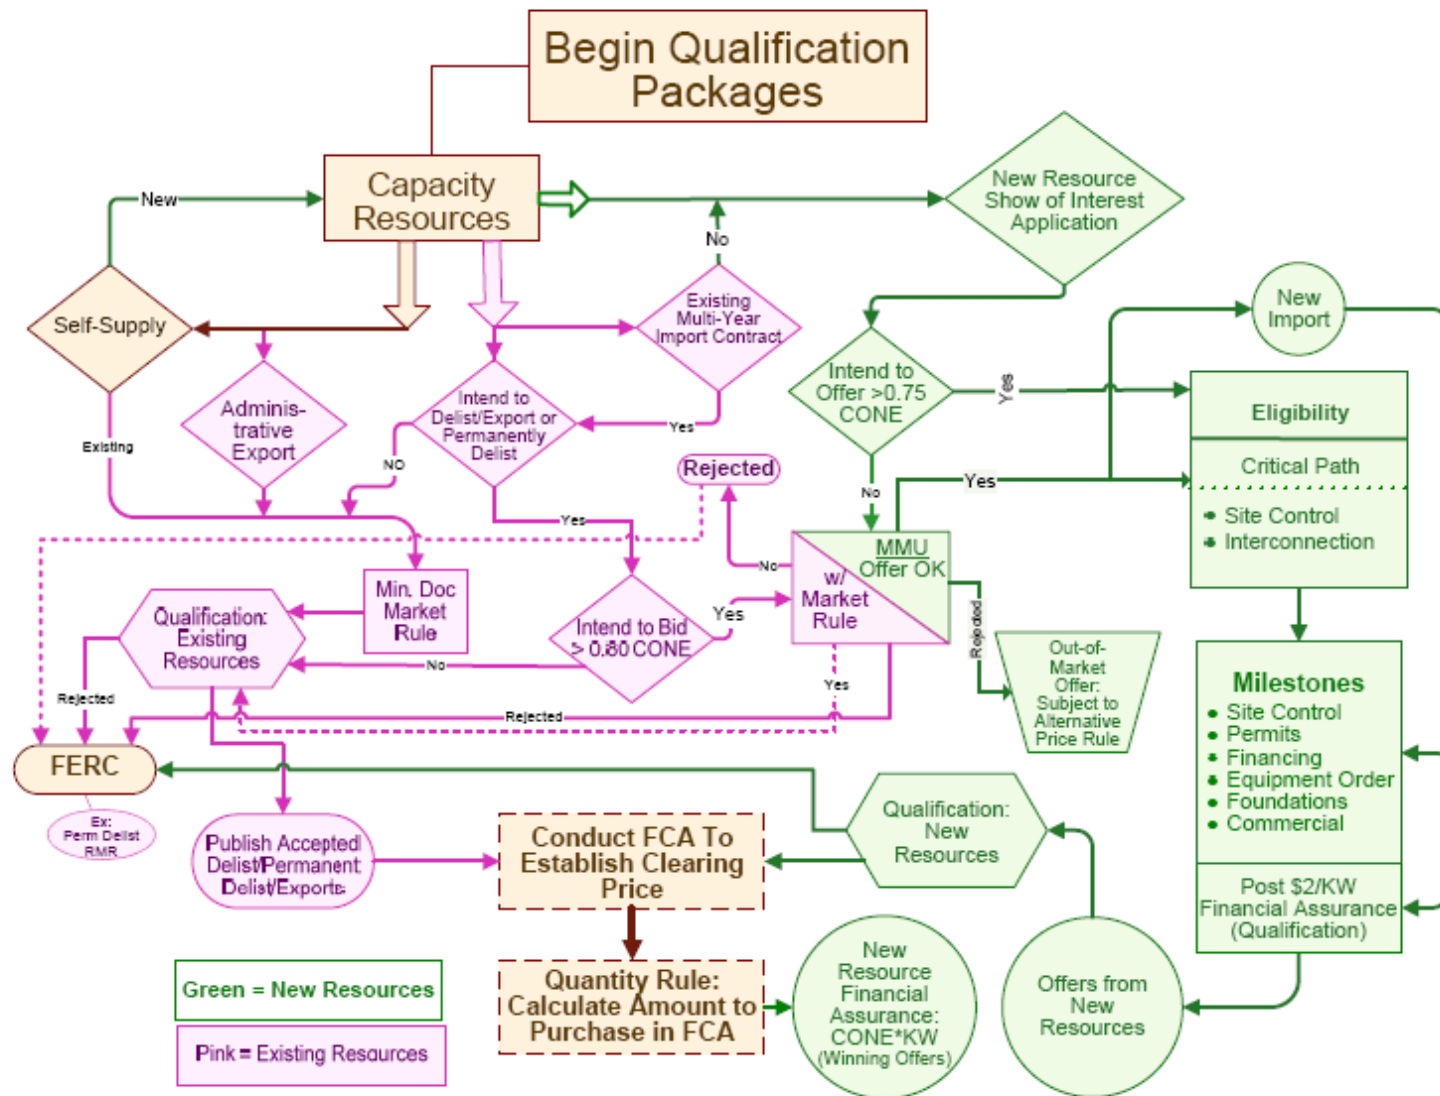 Begin Qualification
Packages
Capacity
Resources
New
New Resource
Show of Interest
Application
No
Existing
Multi-Year
Import Contract
New
Import
Self-Supply
Intend to
Offer >0.75
CONE
Yes
Eligibility
Critical Path
Site Control
Interconnection
Adminis-
trative
Export
Intend to
Delist/Export or
Permanently
Delist
Yes
Existing
NO
Rejected
No
Yes
Yes
MMU
Offer OK
w/
Market
Rule
No
Rejected
Min. Doc
Market
Rule
Qualification:
Existing
Resources
Intend to Bid
> 0.80 CONE
Yes
No
Yes
Out-of-
Market
Offer:
Subject to
Alternative
Price Rule
Milestones
Site Control
Permits
Financing
Equipment Order
Foundations
Commercial
Rejected
Rejected
FERC
Ex:
Perm Delist
RMR
Publish Accepted
Delist/Permanent
Delist/Exports
Conduct FCA To
Establish Clearing
Price
Qualification:
New
Resources
Post $2/KW
Financial Assurance
(Qualification)
Green = New Resources
Pink = Existing Resources
Quantity Rule:
Calculate Amount to
Purchase in FCA
New
Resource
Financial
Assurance:
CONE*KW
(Winning Offers)
Offers from
New
Resources